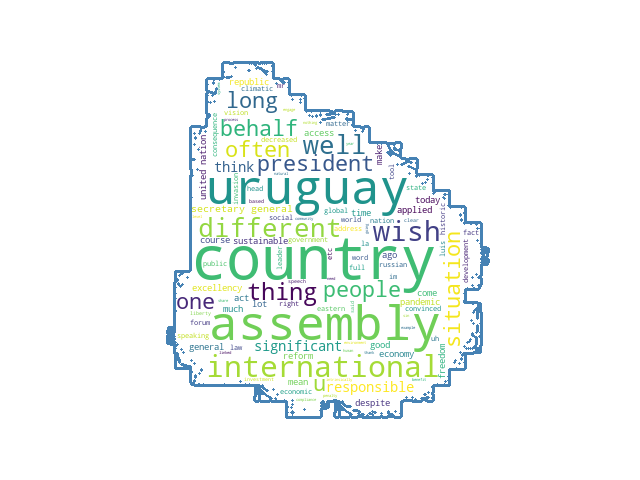 republic
climatic
mr
long
vision
consequence
behalf
access
matter
decreased
often
well
make
united nation
think
president
tool
invasion
head
natural
uruguay
state
based
secretary general
global
time
today
applied
different
social
world
nation
clear
historic
address
wish
course
sustainable
government
la
luis
fact
leader
etc
word
ago
public
country
full
russian
development
situation
excellency
thing
speech
people
im
come
one
act
much
lot
right
eastern
pandemic
liberty
convinced
forum
assembly
speaking
uh
general
law
significant
good
economy
freedom
reform
international
mean
u
responsible
economic
despite